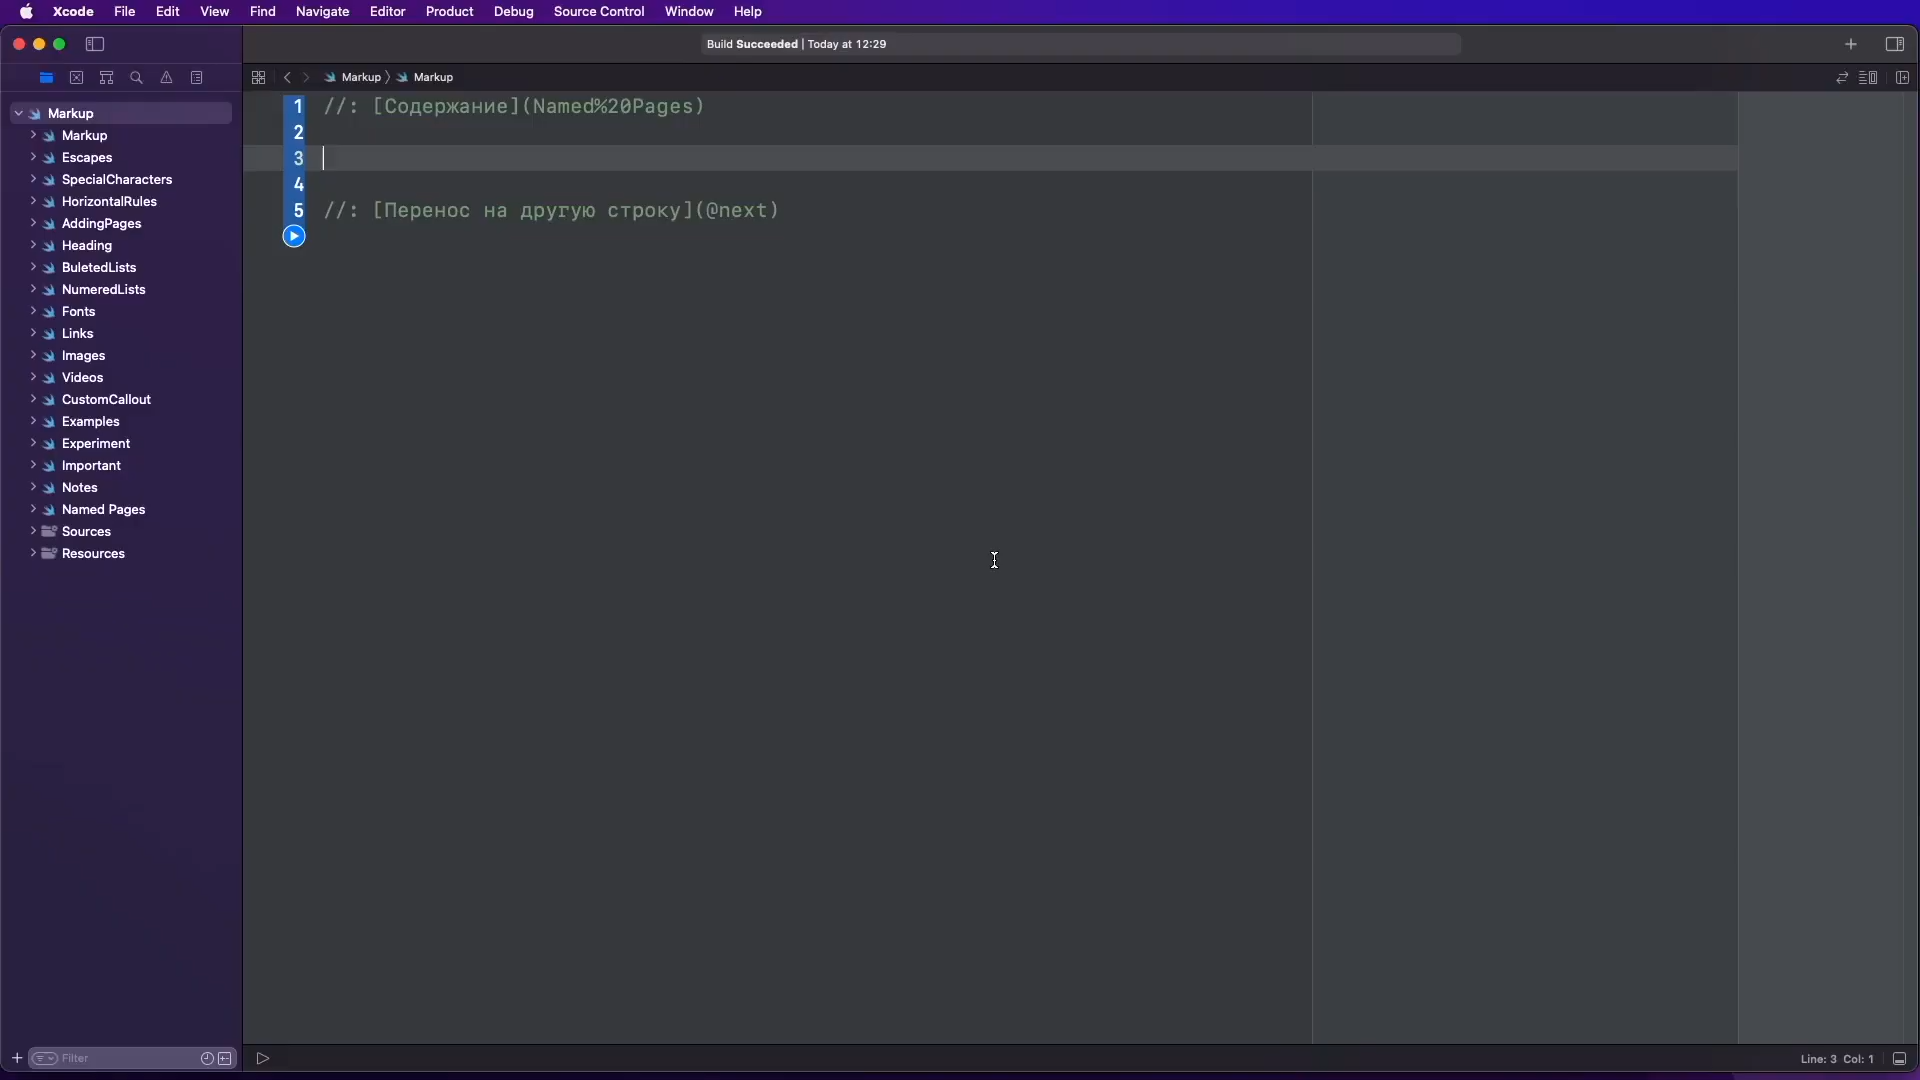 Xcode File Edit View Find Navigate Editor Product Debug Source Control Window Help
Build Succeeded | Today at 12:29
Markup
Markup
Markup
Markup
Escapes
SpecialCharacters
HorizontalRules
AddingPages
Heading
BuletedLists
NumeredLists
Fonts
Links
Images
Videos
CustomCallout
Examples
Experiment
Important
Notes
Named Pages
Sources
Resources
Filter
1 //: [Содержание](Named%20Pages)
2
3
4
5 //: [Перенос на другую строку](@next)
Line: 3 Col: 1